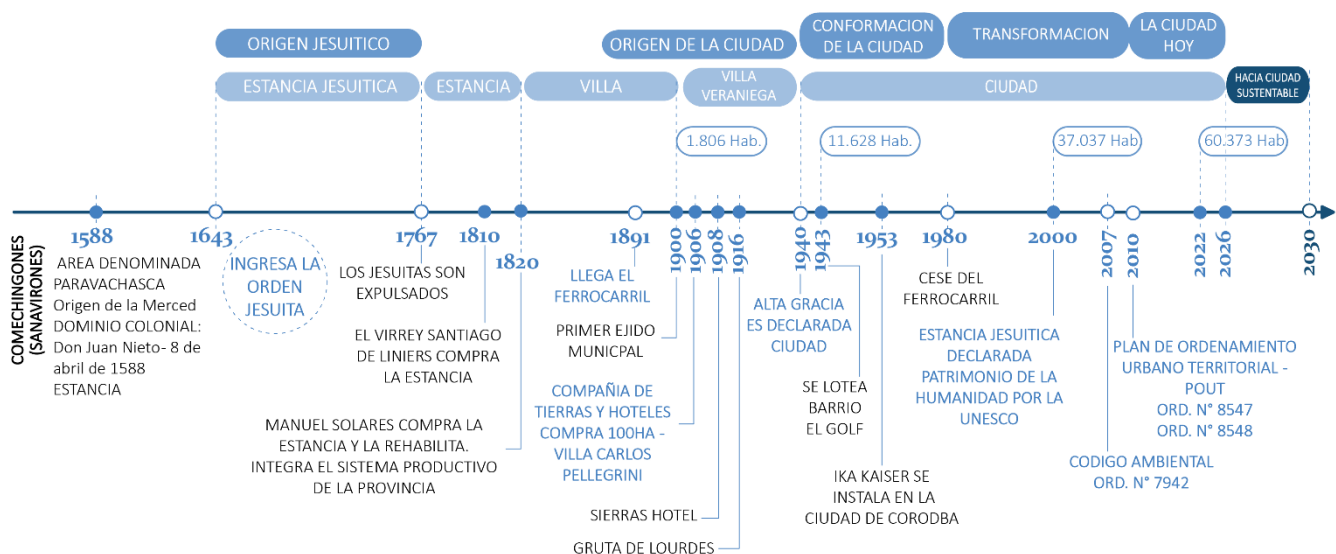 ORIGEN JESUITICO
ORIGEN DE LA CIUDAD
CONFORMACION
DE LA CIUDAD
TRANSFORMACION
LA CIUDAD
HOY
ESTANCIA JESUITICA
ESTANCIA
VILLA
VILLA
VERANIEGA
CIUDAD
HACIA CIUDAD
SUSTENTABLE
1.806 Hab.
11.628 Hab.
37.037 Hab
60.373 Hab
COMECHINGONES
(SANAVIRONES)
1588
AREA DENOMINADA
PARAVACHASCA
Origen de la Merced
DOMINIO COLONIAL:
Don Juan Nieto- 8 de
abril de 1588
ESTANCIA
1643
INGRESA LA
ORDEN
JESUITA
1767
LOS JESUITAS SON
EXPULSADOS
1810
EL VIRREY SANTIAGO
DE LINIERS COMPRA
LA ESTANCIA
1820
MANUEL SOLARES COMPRA LA
ESTANCIA Y LA REHABILITA.
INTEGRA EL SISTEMA PRODUCTIVO
DE LA PROVINCIA
1891
LLEGA EL
FERROCARRIL
1900
PRIMER EJIDO
MUNICPAL
1906
COMPAÑIA DE
TIERRAS Y HOTELES
COMPRA 100HA -
VILLA CARLOS
PELLEGRINI
1908
SIERRAS HOTEL
1916
GRUTA DE LOURDES
1940
ALTA GRACIA
ES DECLARADA
CIUDAD
1943
SE LOTEA
BARRIO
EL GOLF
1953
IKA KAISER SE
INSTALA EN LA
CIUDAD DE CORODBA
1980
CESE DEL
FERROCARRIL
2000
ESTANCIA JESUITICA
DECLARADA
PATRIMONIO DE LA
HUMANIDAD POR LA
UNESCO
2007
CODIGO AMBIENTAL
ORD. N° 7942
2010
PLAN DE ORDENAMIENTO
URBANO TERRITORIAL -
POUT
ORD. N° 8547
ORD. N° 8548
2022
2026
2030